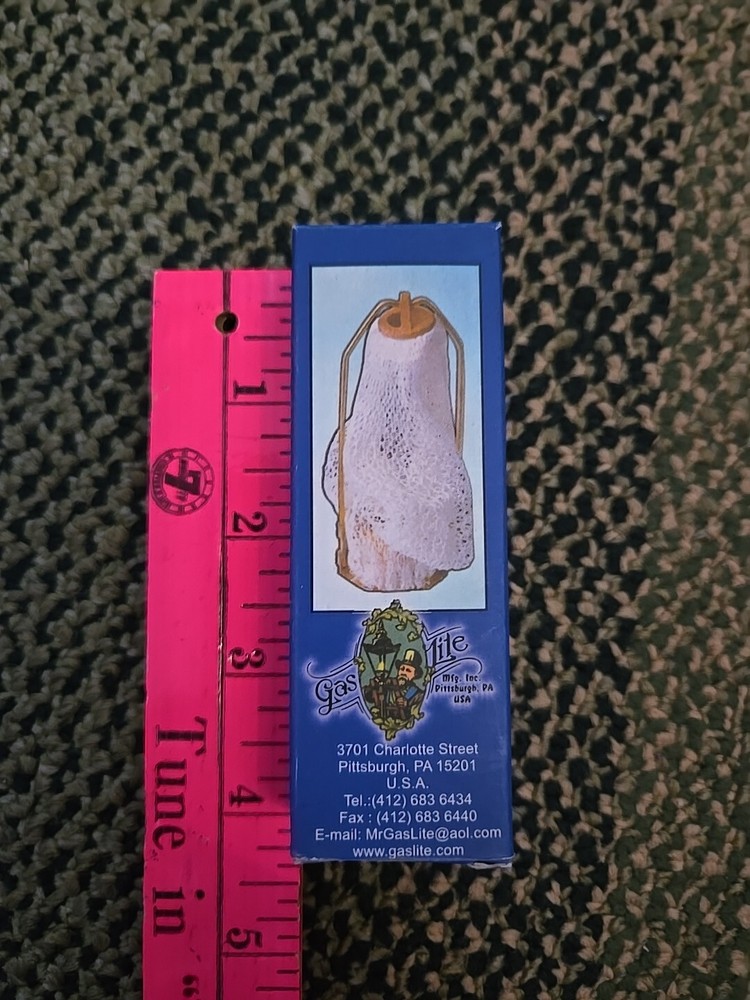 1
7
2
3
4
5
Tune in "
Gas Lite
Mfg. Inc.
Pittsburgh, PA
USA
3701 Charlotte Street
Pittsburgh, PA 15201
U.S.A.
Tel.:(412) 683 6434
Fax : (412) 683 6440
E-mail: MrGasLite@aol.com
www.gaslite.com